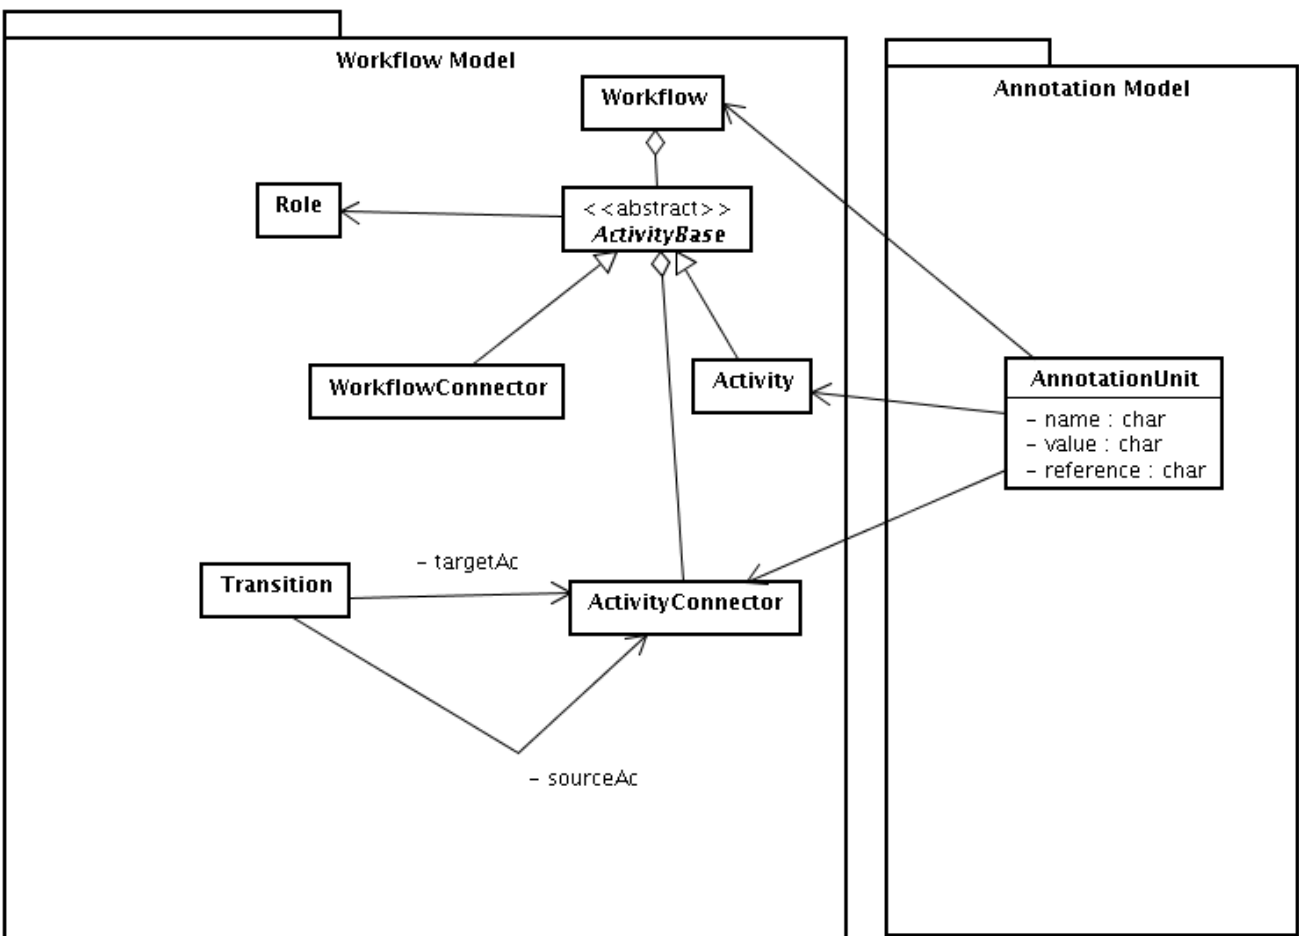 Workflow Model
Annotation Model
Workflow
Role
<<abstract>>
ActivityBase
WorkflowConnector
Activity
AnnotationUnit
- name : char
- value : char
- reference : char
- targetAc
Transition
ActivityConnector
- sourceAc